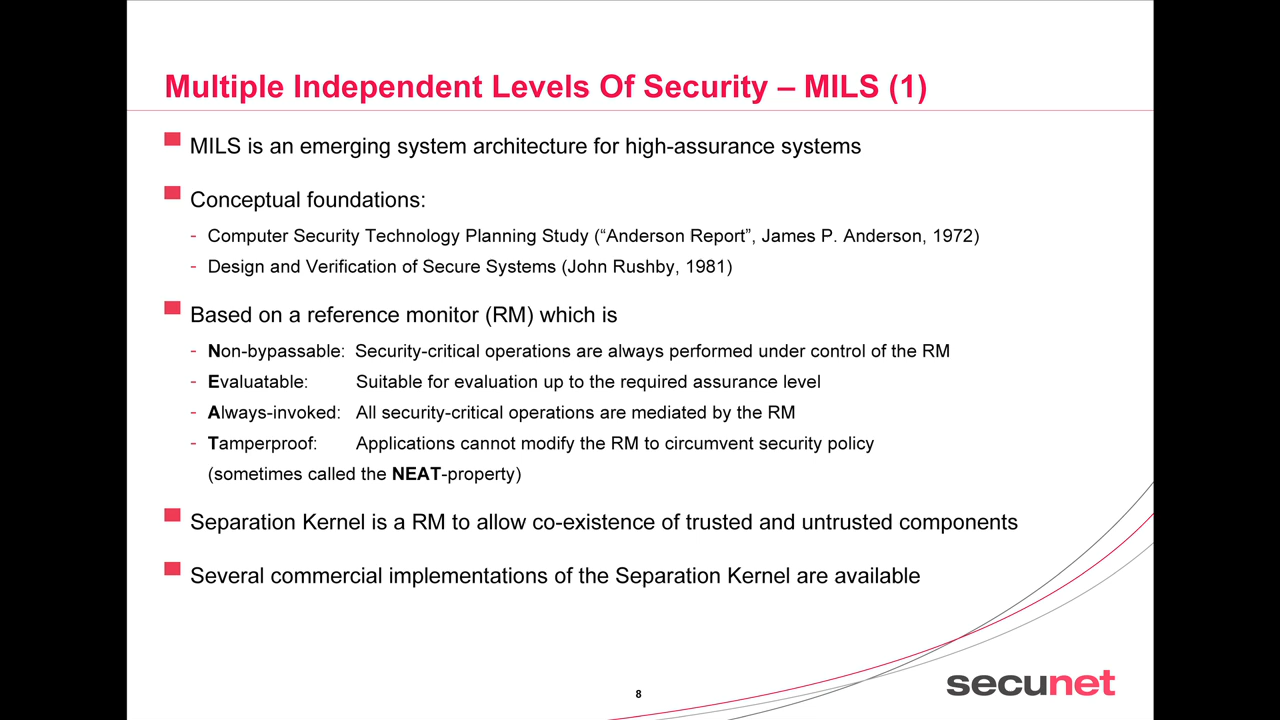 Multiple Independent Levels Of Security – MILS (1)
MILS is an emerging system architecture for high-assurance systems
Conceptual foundations:
- Computer Security Technology Planning Study (“Anderson Report”, James P. Anderson, 1972)
- Design and Verification of Secure Systems (John Rushby, 1981)
Based on a reference monitor (RM) which is
- Non-bypassable: Security-critical operations are always performed under control of the RM
- Evaluatable: Suitable for evaluation up to the required assurance level
- Always-invoked: All security-critical operations are mediated by the RM
- Tamperproof: Applications cannot modify the RM to circumvent security policy
(sometimes called the NEAT-property)
Separation Kernel is a RM to allow co-existence of trusted and untrusted components
Several commercial implementations of the Separation Kernel are available
8
secunet